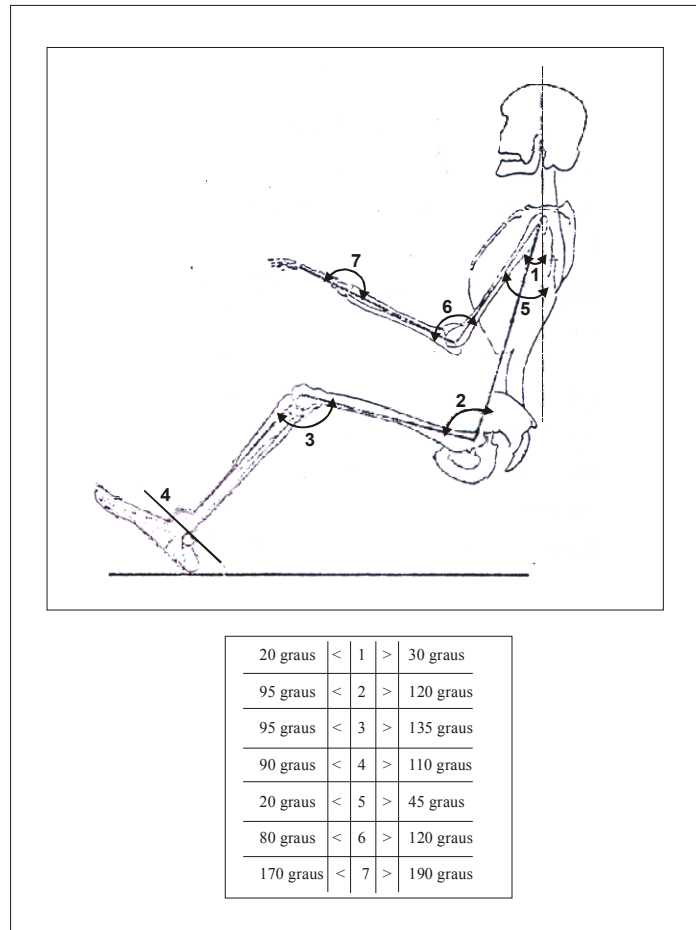 7
1
6
5
2
3
4
20 graus < 1 > 30 graus
95 graus < 2 > 120 graus
95 graus < 3 > 135 graus
90 graus < 4 > 110 graus
20 graus < 5 > 45 graus
80 graus < 6 > 120 graus
170 graus < 7 > 190 graus